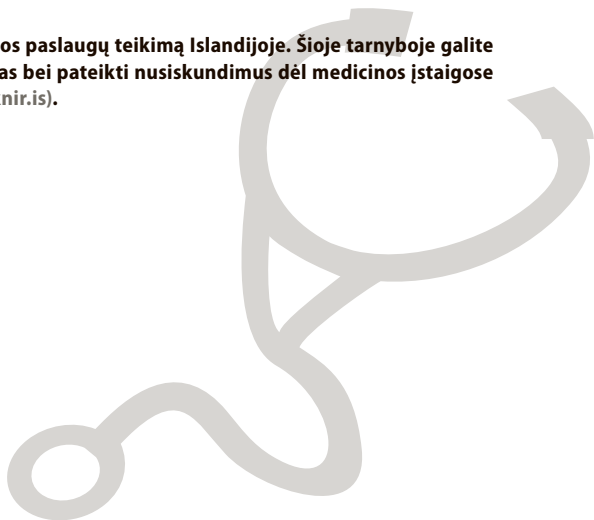 os paslaugų teikimą Islandijoje. Šioje tarnyboje galite
as bei pateikti nusiskundimus dėl medicinos įstaigose
nir.is).